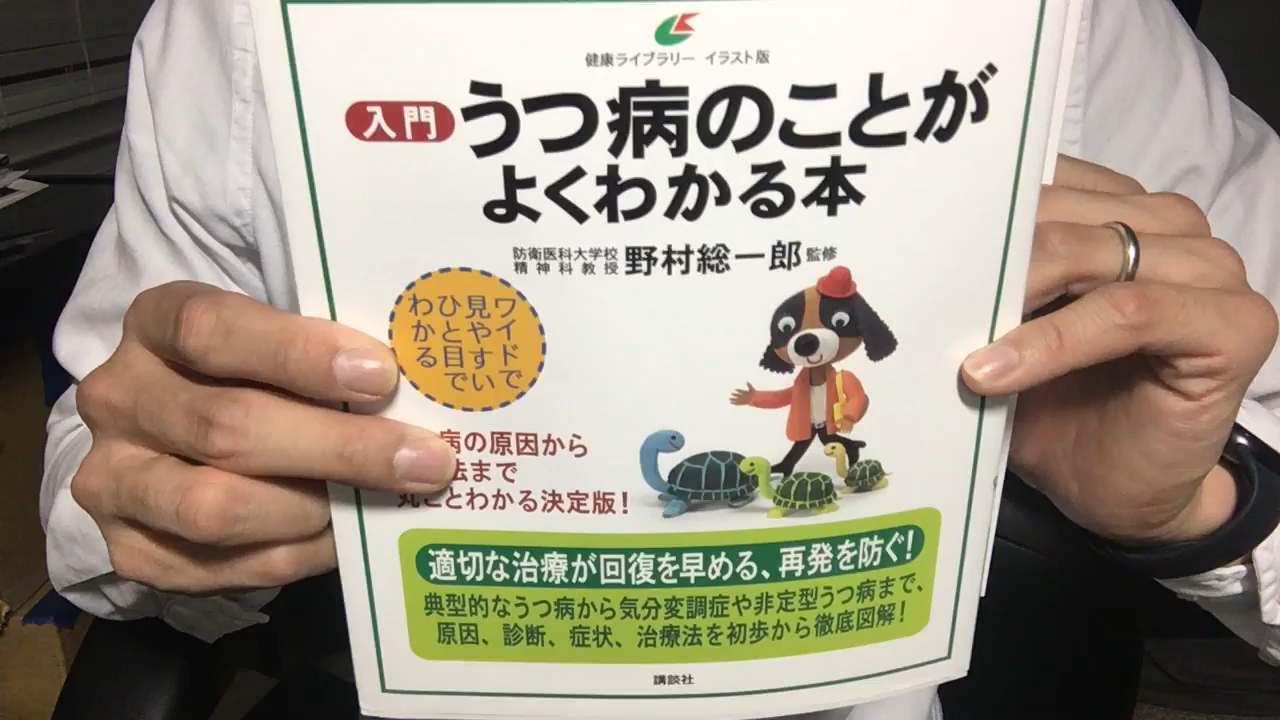 健康ライブラリー イラスト版
入門 うつ病のことが
よくわかる本
防衛医科大学校
精神科教授 野村総一郎 監修
ワイドで
見やすい
ひと目で
わかる
病の原因から
法まで
丸ごとわかる決定版!
適切な治療が回復を早める、再発を防ぐ!
典型的なうつ病から気分変調症や非定型うつ病まで、
原因、診断、症状、治療法を初歩から徹底図解!
講談社